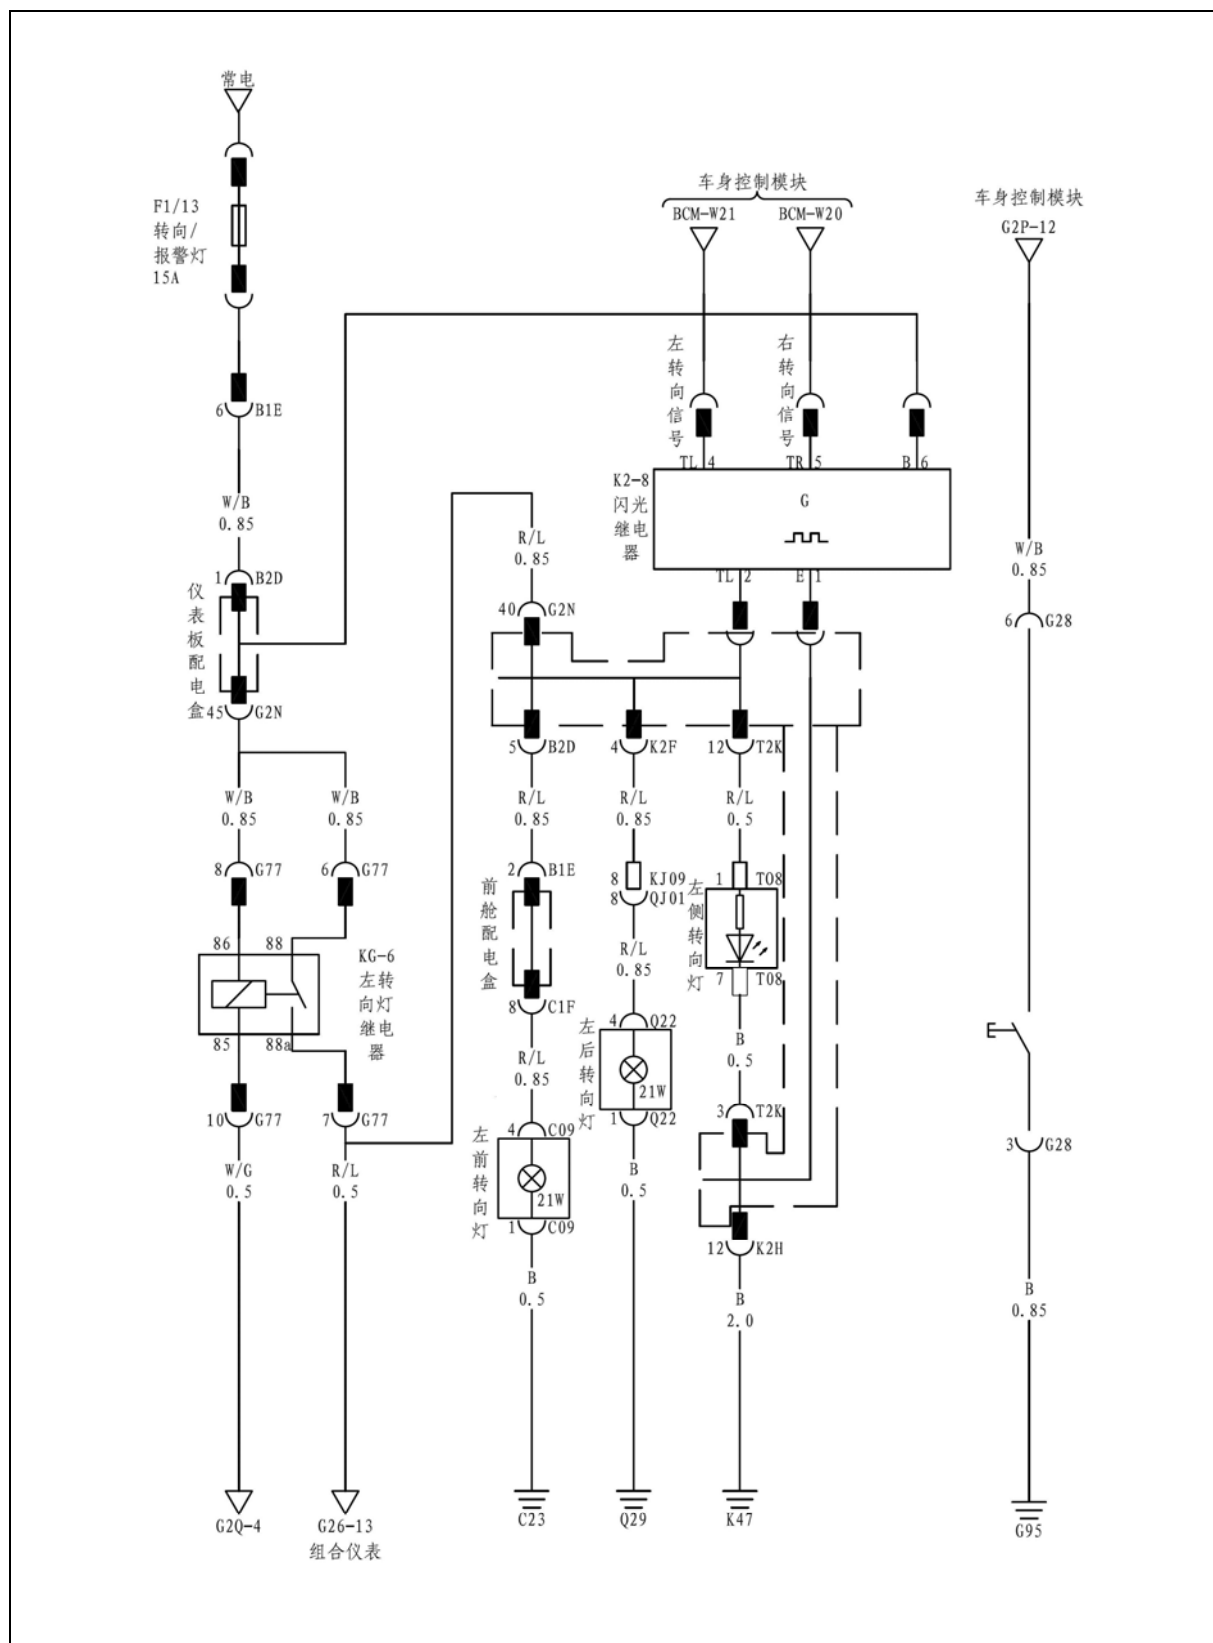 常电
F1/13
转向/
报警灯
15A
6 B1E
W/B
0.85
1 B2D
仪表板配电盒
45 G2N
W/B
0.85
W/B
0.85
8 G77
6 G77
86 88
KG-6
左转
向灯
继电
器
85 88a
10 G77
7 G77
W/G
0.5
R/L
0.5
G2Q-4
G26-13
组合仪表
车身控制模块
BCM-W21
BCM-W20
左转向信号
右转向信号
TL 4
TR 5
B 6
K2-8
闪光
继电
器
G
TL 2
E 1
R/L
0.85
40 G2N
5 B2D
4 K2F
12 T2K
R/L
0.85
R/L
0.85
R/L
0.5
2 B1E
前舱配电盒
8 C1F
R/L
0.85
4 C09
左前转向灯
21W
1 C09
B
0.5
C23
8 KJ09
8 QJ01
R/L
0.85
4 Q22
左后转向灯
21W
1 Q22
B
0.5
Q29
1 T08
左侧转向灯
7 T08
B
0.5
3 T2K
12 K2H
B
2.0
K47
车身控制模块
G2P-12
W/B
0.85
6 G28
3 G28
B
0.85
G95